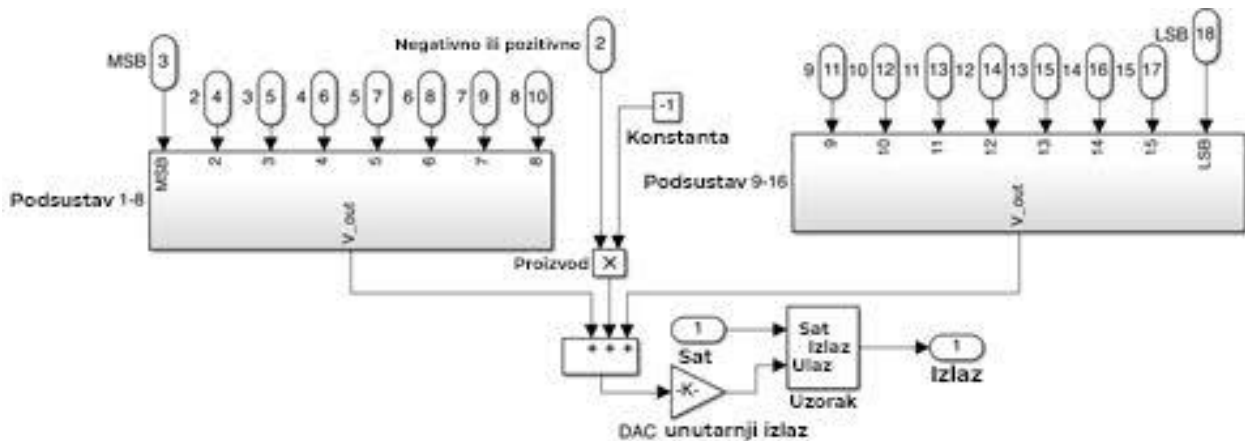 MSB 3
Negativno ili pozitivno 2
LSB 18
2 4 3 5 4 6 5 7 6 8 7 9 8 10
9 11 10 12 11 13 12 14 13 15 14 16 15 17
-1
Konstanta
MSB 2 3 4 5 6 7 8
9 10 11 12 13 14 15 LSB
Podsustav 1-8
Podsustav 9-16
V_out
V_out
Proizvod ×
+ + +
1
Sat
Sat
Izlaz
Ulaz
1
Izlaz
-K-
Uzorak
DAC unutarnji izlaz